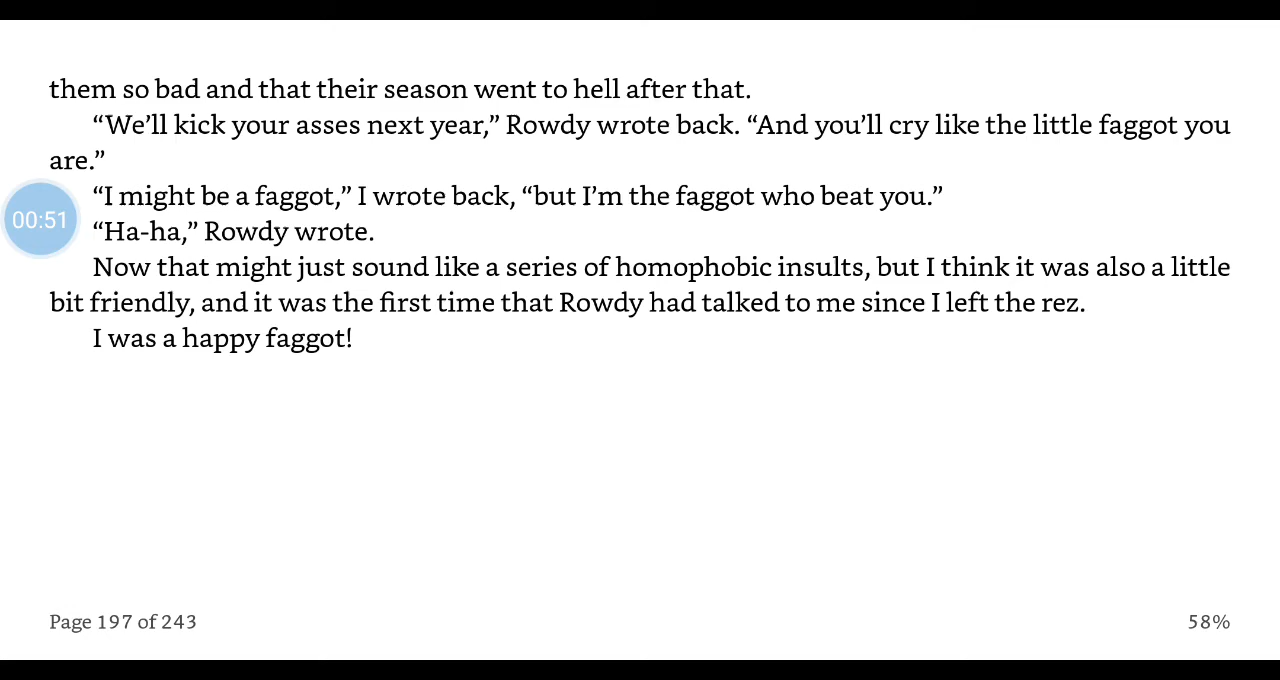 them so bad and that their season went to hell after that.
“We’ll kick your asses next year,” Rowdy wrote back. “And you’ll cry like the little faggot you
are.”
“I might be a faggot,” I wrote back, “but I’m the faggot who beat you.”
00:51
“Ha-ha,” Rowdy wrote.
Now that might just sound like a series of homophobic insults, but I think it was also a little
bit friendly, and it was the first time that Rowdy had talked to me since I left the rez.
I was a happy faggot!
Page 197 of 243
58%